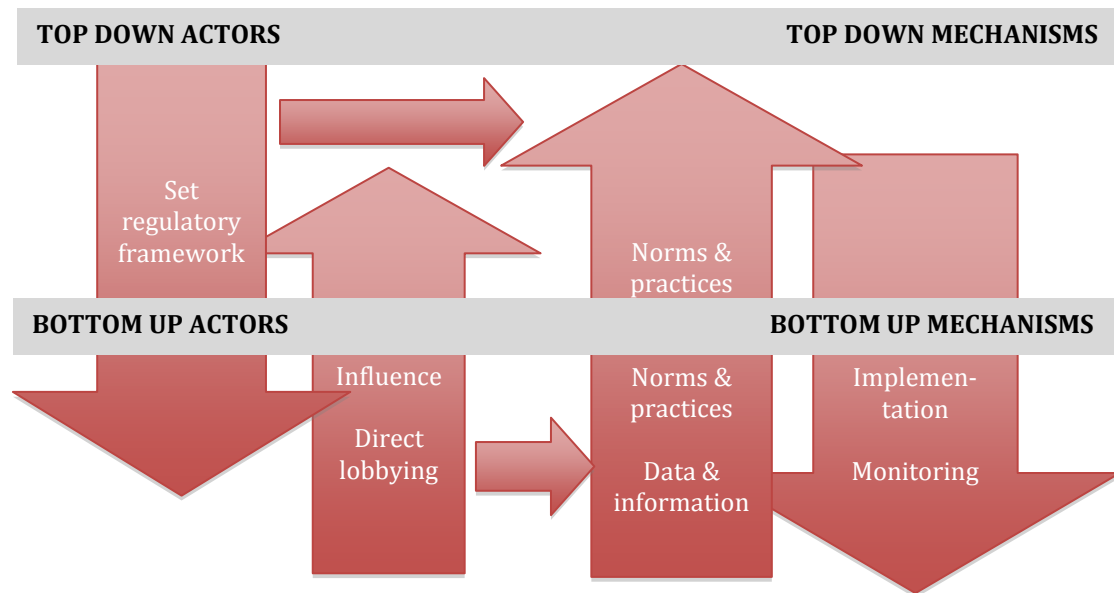 TOP DOWN ACTORS
TOP DOWN MECHANISMS
Set
regulatory
framework
Norms &
practices
BOTTOM UP ACTORS
BOTTOM UP MECHANISMS
Influence
Direct
lobbying
Norms &
practices
Data &
information
Implemen-
tation
Monitoring